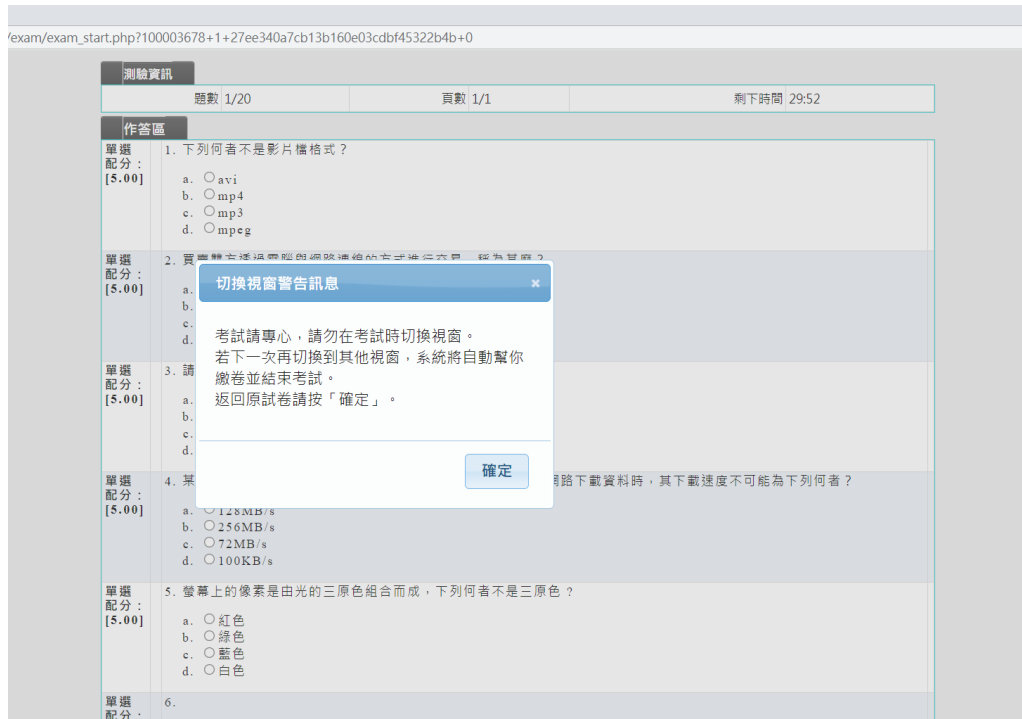 /exam/exam_start.php?100003678+1+27ee340a7cb13b160e03cdbf45322b4b+0
測驗資訊
題數 1/20 頁數 1/1 剩下時間 29:52
作答區
單選 1. 下列何者不是影片檔格式？
配分：
[5.00]
a. avi
b. mp4
c. mp3
d. mpeg
單選 2. 買賣雙方透過電腦與網路連線的方式進行交易，稱為甚麼？
配分：
[5.00]
a.
b.
c.
d.
切換視窗警告訊息 ×
考試請專心，請勿在考試時切換視窗。
若下一次再切換到其他視窗，系統將自動幫你
繳卷並結束考試。
返回原試卷請按「確定」。
確定
單選 3. 請
配分：
[5.00]
a.
b.
c.
d.
單選 4. 某 網路下載資料時，其下載速度不可能為下列何者？
配分：
[5.00]
a. 128MB/s
b. 256MB/s
c. 72MB/s
d. 100KB/s
單選 5. 螢幕上的像素是由光的三原色組合而成，下列何者不是三原色？
配分：
[5.00]
a. 紅色
b. 綠色
c. 藍色
d. 白色
單選 6.
配分：